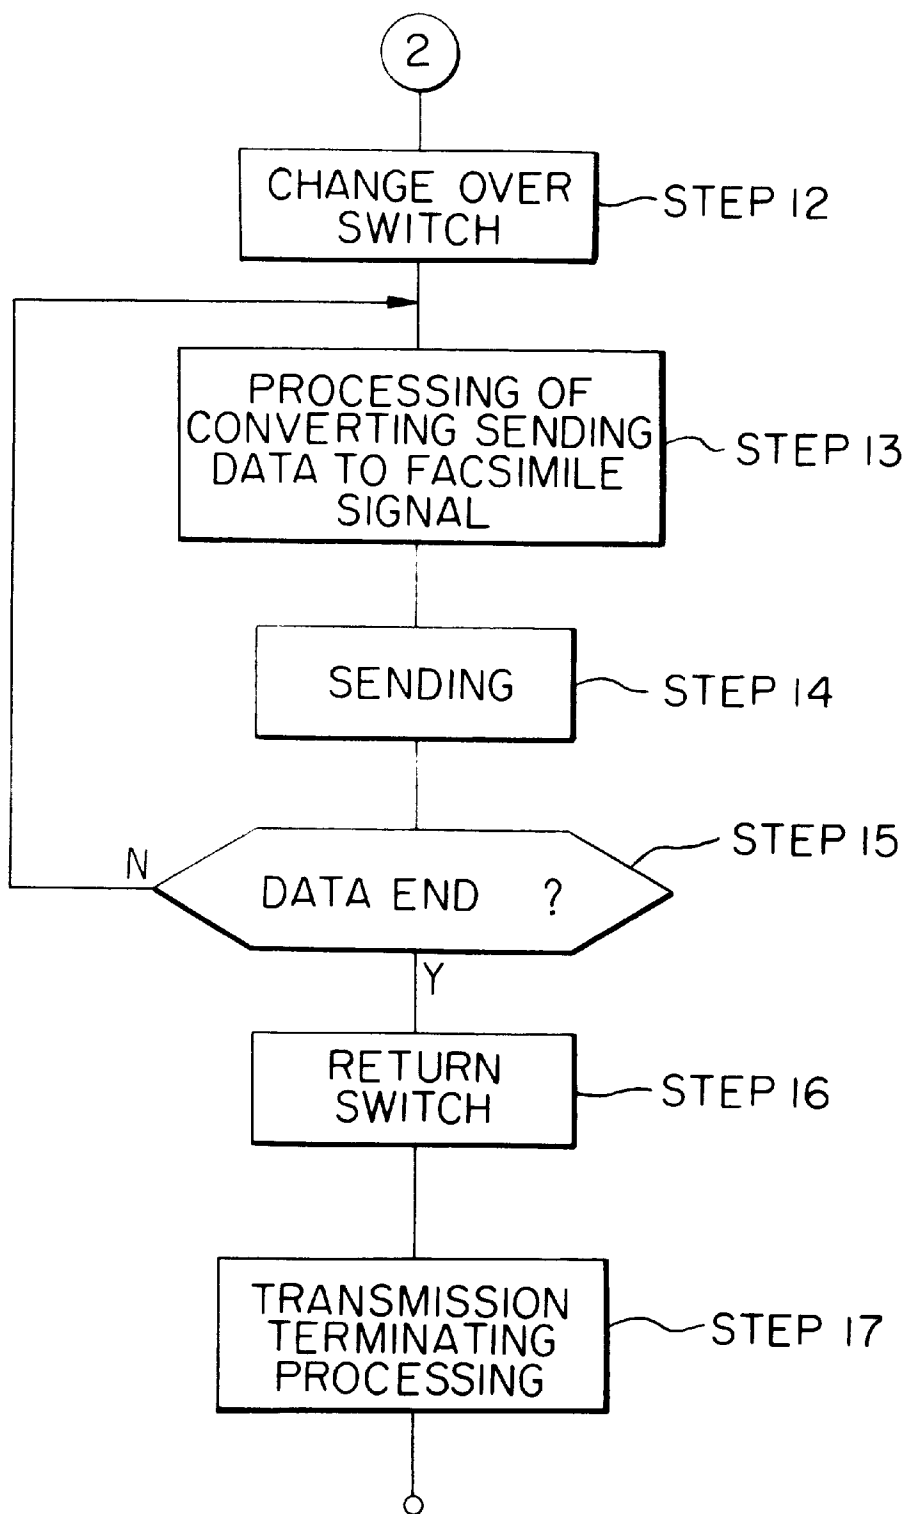 2
CHANGE OVER
SWITCH
STEP 12
PROCESSING OF
CONVERTING SENDING
DATA TO FACSIMILE
SIGNAL
STEP 13
SENDING
STEP 14
STEP 15
N
DATA END ?
Y
RETURN
SWITCH
STEP 16
TRANSMISSION
TERMINATING
PROCESSING
STEP 17